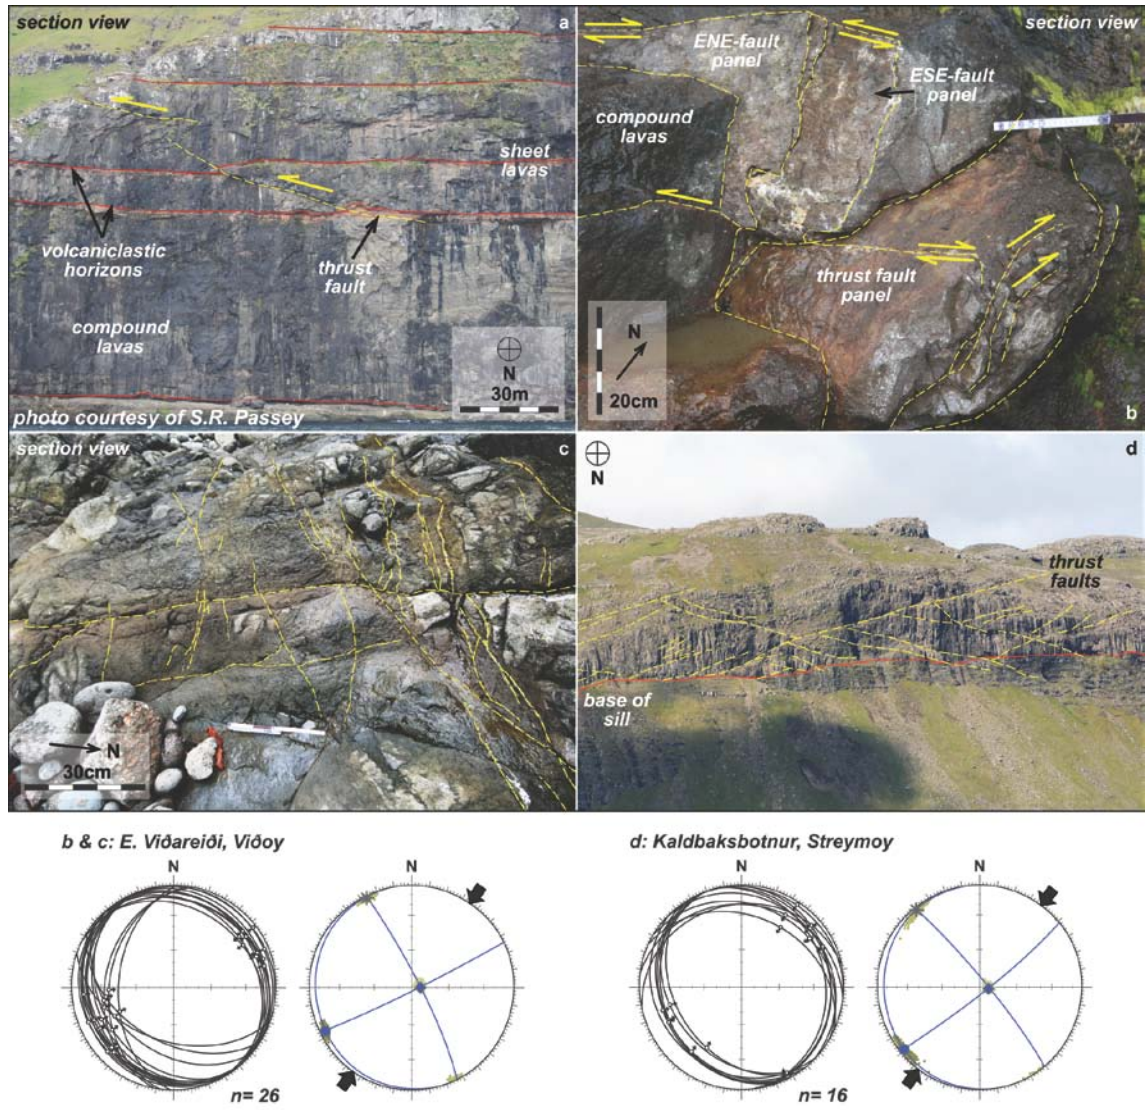 section view
a
sheet
lavas
volcaniclastic
horizons
thrust
fault
compound
lavas
N
30m
photo courtesy of S.R. Passey
section view
ENE-fault
panel
ESE-fault
panel
compound
lavas
thrust fault
panel
N
20cm
b
section view
c
N
30cm
N
d
thrust
faults
base of
sill
b & c: E. Viðareiði, Viðoy
N
N
n= 26
d: Kaldbaksbotnur, Streymoy
N
N
n= 16